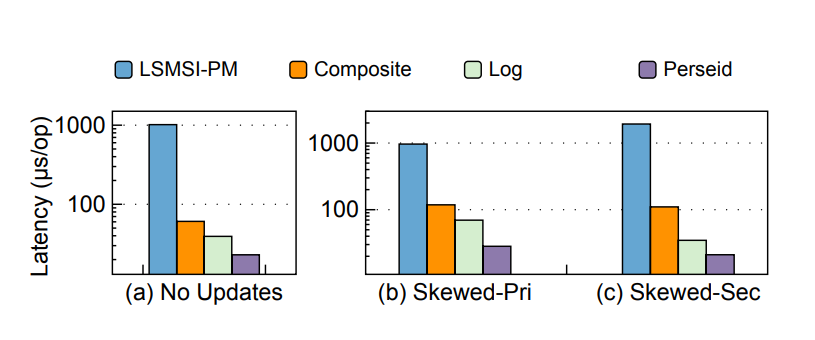 LSMSI-PM Composite Log Perseid
Latency (µs/op)
1000
100
1000
100
(a) No Updates
(b) Skewed-Pri
(c) Skewed-Sec